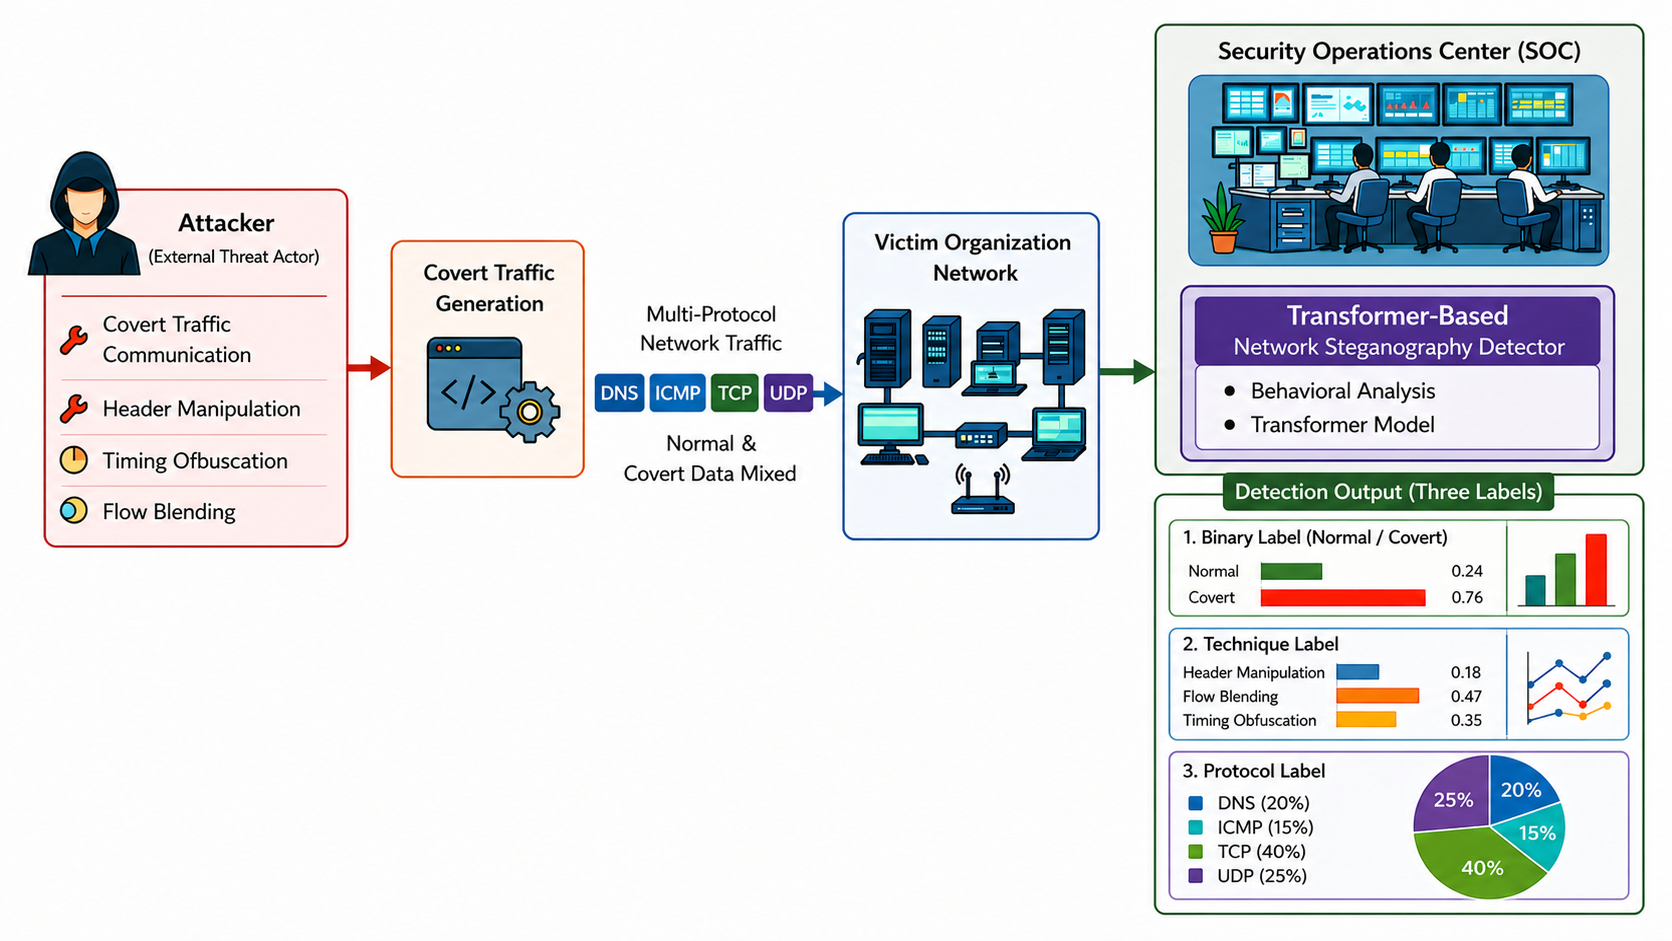 Attacker
(External Threat Actor)
Covert Traffic
Communication
Header Manipulation
Timing Ofbuscation
Flow Blending
Covert Traffic
Generation
</>
Multi-Protocol
Network Traffic
DNS ICMP TCP UDP
Normal &
Covert Data Mixed
Victim Organization
Network
Security Operations Center (SOC)
Transformer-Based
Network Steganography Detector
• Behavioral Analysis
• Transformer Model
Detection Output (Three Labels)
1. Binary Label (Normal / Covert)
Normal 0.24
Covert 0.76
2. Technique Label
Header Manipulation 0.18
Flow Blending 0.47
Timing Obfuscation 0.35
3. Protocol Label
DNS (20%)
ICMP (15%)
TCP (40%)
UDP (25%)
20%
15%
40%
25%